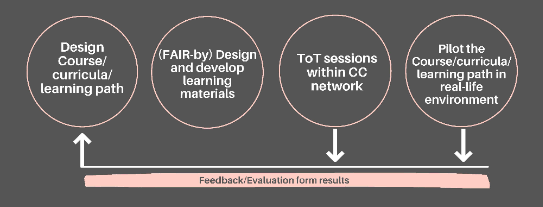 Design
Course/
curricula/
learning path
(FAIR-by) Design
and develop
learning
materials
ToT sessions
within CC
network
Pilot the
Course/curricula/
learning path in
real-life
environment
Feedback/Evaluation form results